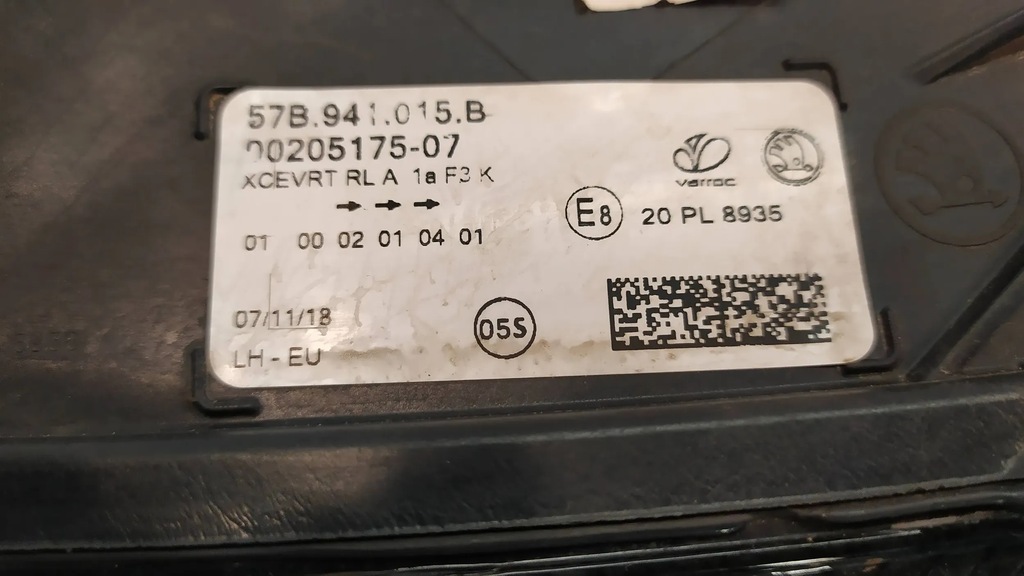 57B.941.015.B
00205175-07
XCEVRT RL A 1a F3 K
varroc
→ → →
E8 20 PL 8935
01 00 02 01 04 01
07/11/18
05S
LH - EU